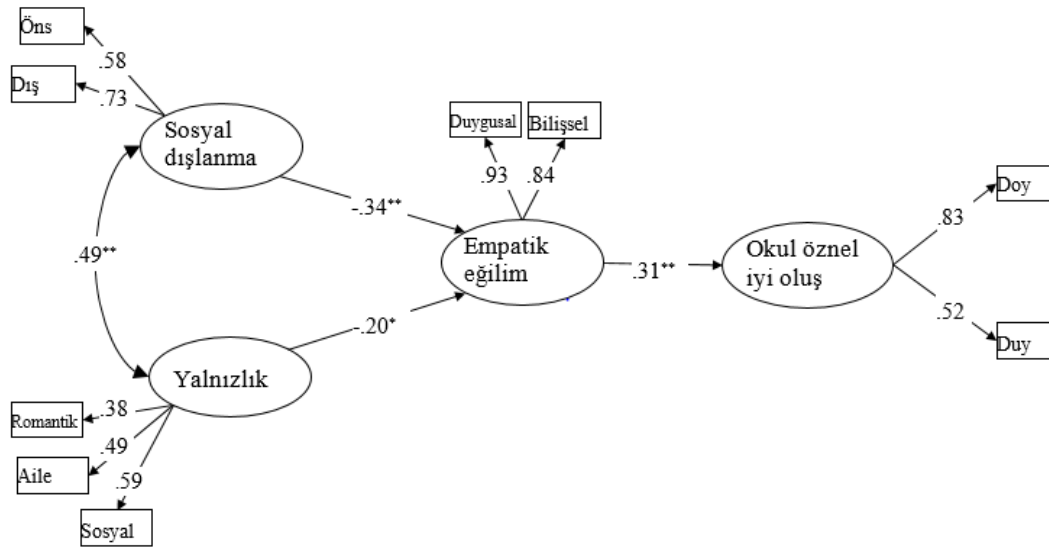 Öns
.58
Dış
.73
Sosyal
dışlanma
Duygusal
Bilişsel
.93
.84
-.34**
.49**
Empatik
eğilim
.31**
Okul öznel
iyi oluş
Doy
.83
.52
Duy
-.20*
Yalnızlık
Romantik
.38
.49
Aile
.59
Sosyal